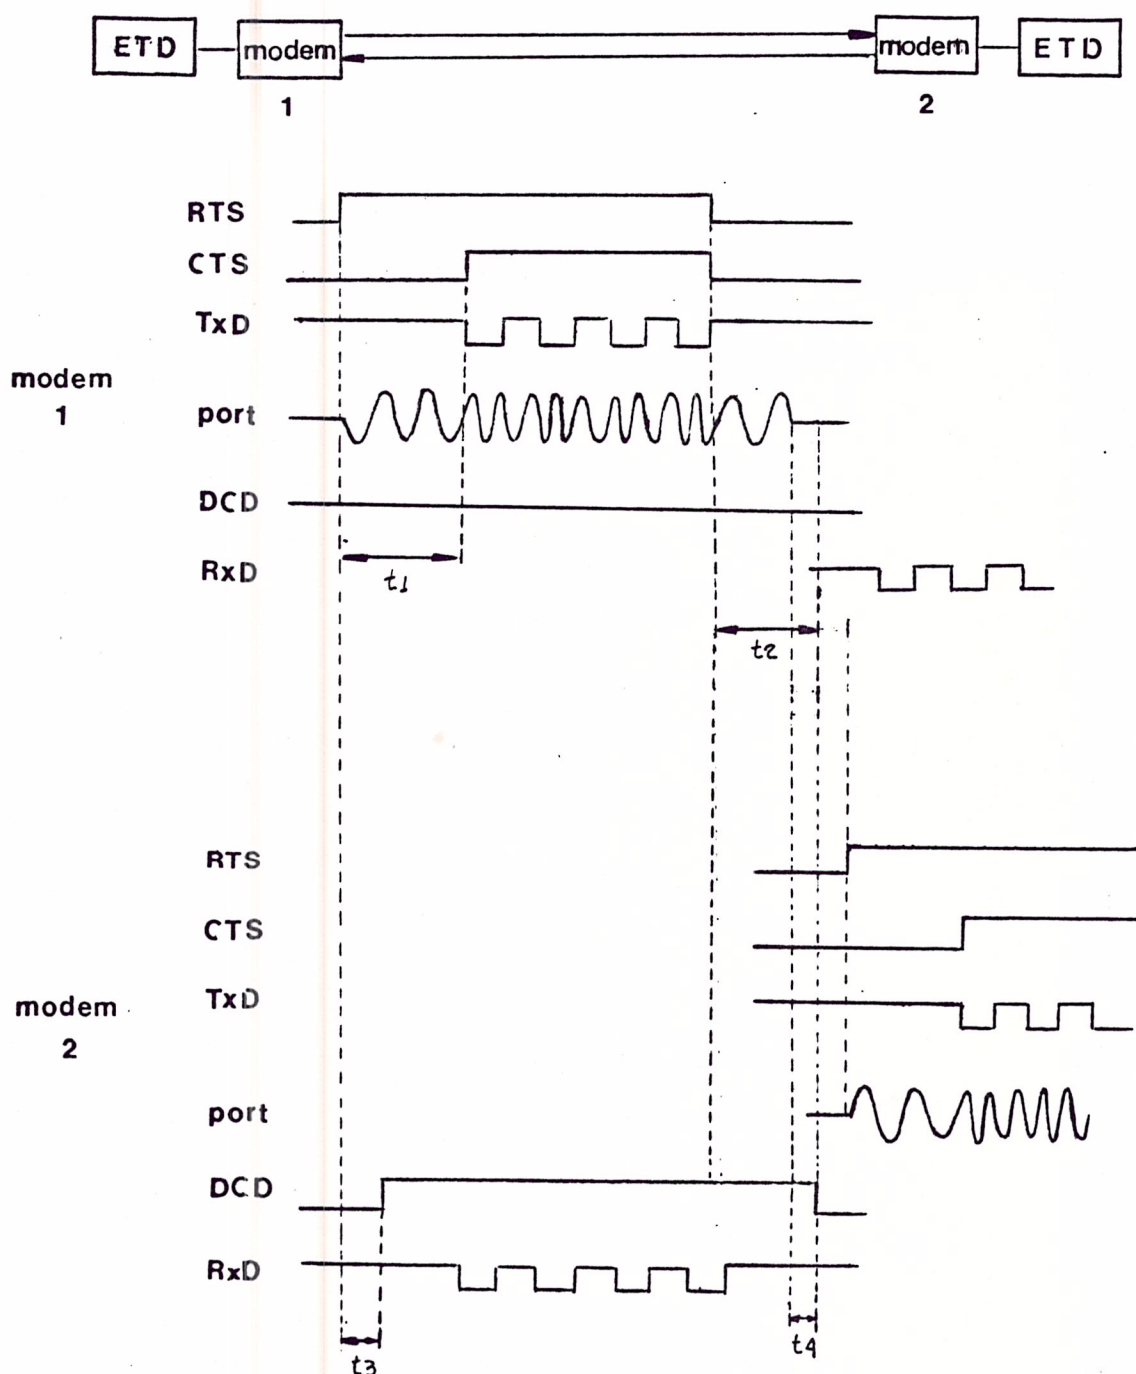 ETD modem modem ETD
1 2
RTS
CTS
TxD
modem
1
port
DCD
RxD
t1
t2
RTS
CTS
TxD
modem
2
port
DCD
RxD
t3
t4